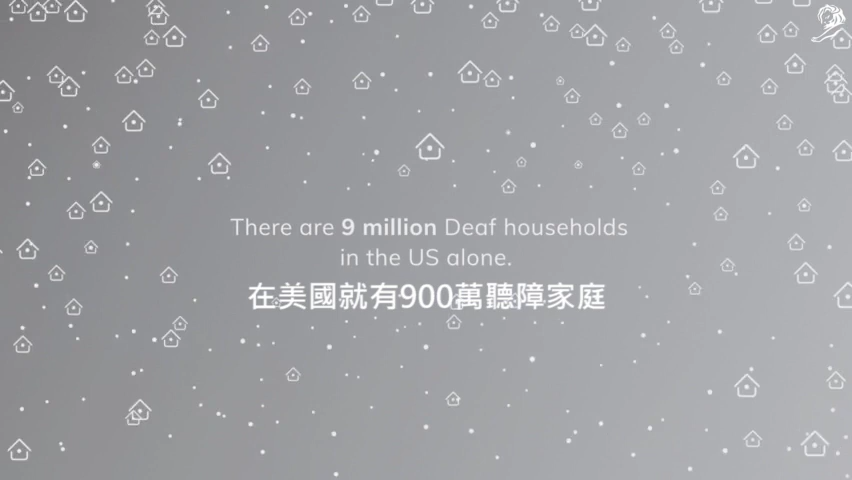 There are 9 million Deaf households
in the US alone.
在美國就有900萬聽障家庭